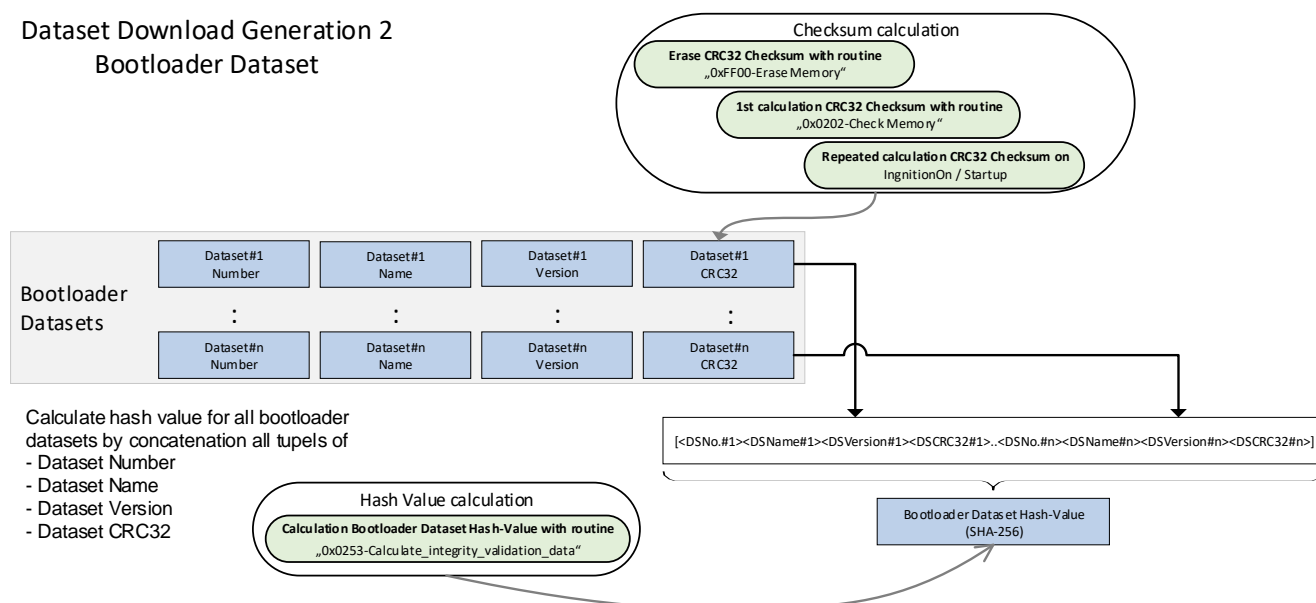 Dataset Download Generation 2
Bootloader Dataset
Checksum calculation
Erase CRC32 Checksum with routine
„0xFF00-Erase Memory“
1st calculation CRC32 Checksum with routine
„0x0202-Check Memory“
Repeated calculation CRC32 Checksum on
IngnitionOn / Startup
Bootloader
Datasets
Dataset#1
Number
Dataset#1
Name
Dataset#1
Version
Dataset#1
CRC32
:
:
:
:
Dataset#n
Number
Dataset#n
Name
Dataset#n
Version
Dataset#n
CRC32
Calculate hash value for all bootloader
datasets by concatenation all tupels of
- Dataset Number
- Dataset Name
- Dataset Version
- Dataset CRC32
[<DSNo.#1><DSName#1><DSVersion#1><DSCRC32#1>..<DSNo.#n><DSName#n><DSVersion#n><DSCRC32#n>]
Hash Value calculation
Calculation Bootloader Dataset Hash-Value with routine
„0x0253-Calculate_integrity_validation_data“
Bootloader Dataset Hash-Value
(SHA-256)